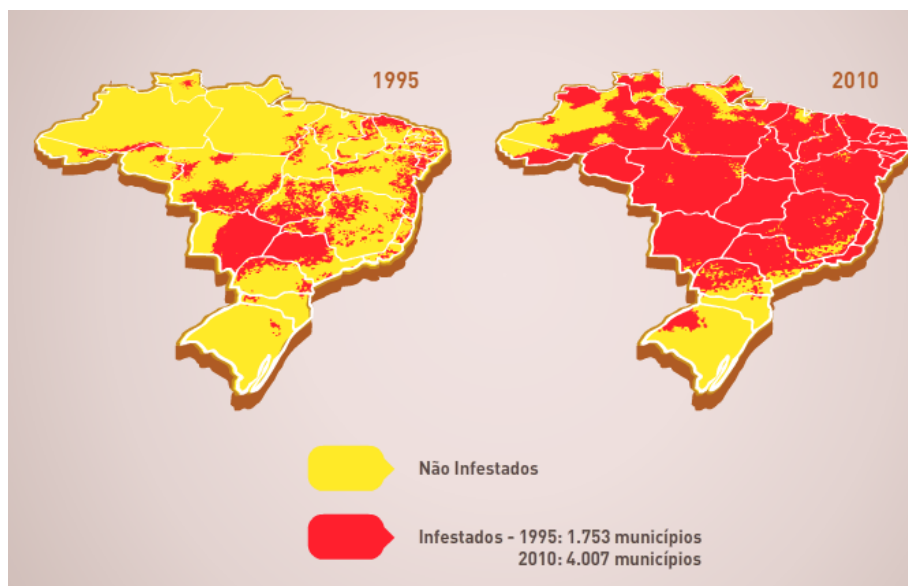 1995
2010
Não Infestados
Infestados - 1995: 1.753 municípios
2010: 4.007 municípios